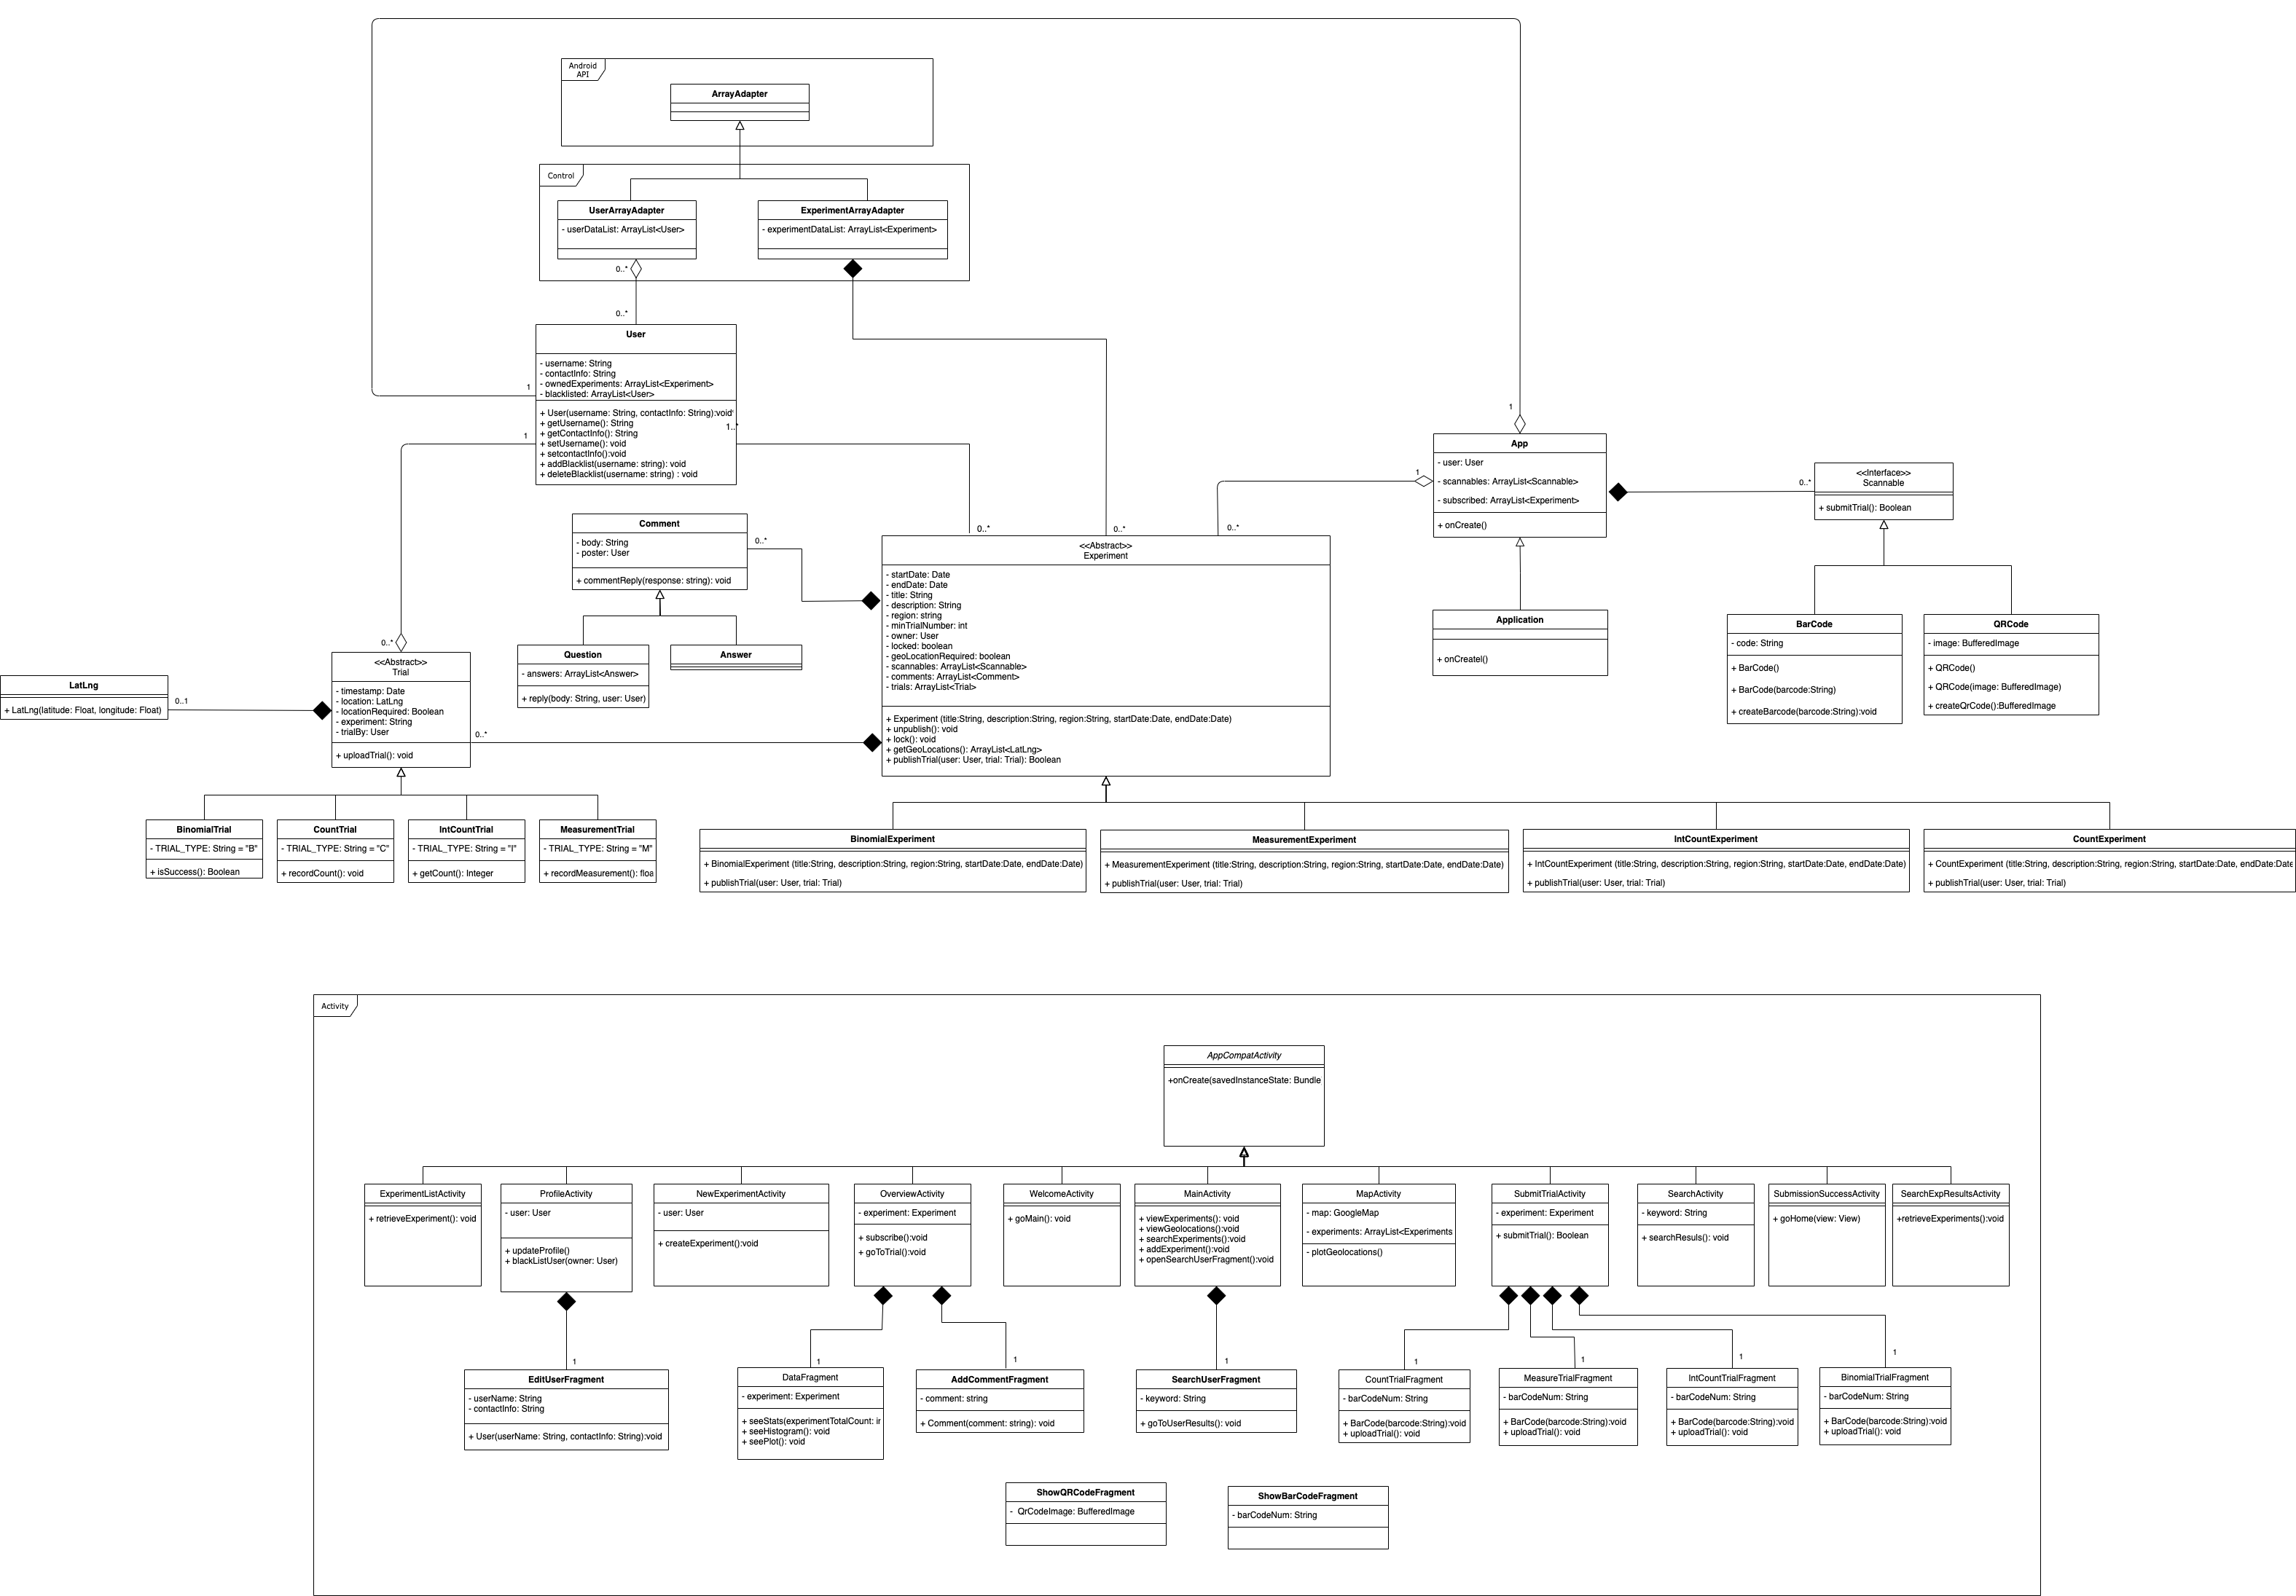 Android
API
ArrayAdapter
Control
UserArrayAdapter
- userDataList: ArrayList<User>
ExperimentArrayAdapter
- experimentDataList: ArrayList<Experiment>
0..*
0..*
User
- username: String
- contactInfo: String
- ownedExperiments: ArrayList<Experiment>
- blacklisted: ArrayList<User>
+ User(username: String, contactInfo: String):void
+ getUsername(): String
+ getContactInfo(): String
+ setUsername(): void
+ setcontactInfo():void
+ addBlacklist(username: string): void
+ deleteBlacklist(username: string) : void
1
1
1..*
1
App
- user: User
- scannables: ArrayList<Scannable>
- subscribed: ArrayList<Experiment>
+ onCreate()
1
0..*
<<Interface>>
Scannable
+ submitTrial(): Boolean
Comment
- body: String
- poster: User
+ commentReply(response: string): void
0..*
0..*
0..*
0..*
<<Abstract>>
Experiment
- startDate: Date
- endDate: Date
- title: String
- description: String
- region: string
- minTrialNumber: int
- owner: User
- locked: boolean
- geoLocationRequired: boolean
- scannables: ArrayList<Scannable>
- comments: ArrayList<Comment>
- trials: ArrayList<Trial>
+ Experiment (title:String, description:String, region:String, startDate:Date, endDate:Date)
+ unpublish(): void
+ lock(): void
+ getGeoLocations(): ArrayList<LatLng>
+ publishTrial(user: User, trial: Trial): Boolean
Application
+ onCreatel()
BarCode
- code: String
+ BarCode()
+ BarCode(barcode:String)
+ createBarcode(barcode:String):void
QRCode
- image: BufferedImage
+ QRCode()
+ QRCode(image: BufferedImage)
+ createQrCode():BufferedImage
Question
- answers: ArrayList<Answer>
+ reply(body: String, user: User)
Answer
0..*
<<Abstract>>
Trial
- timestamp: Date
- location: LatLng
- locationRequired: Boolean
- experiment: String
- trialBy: User
+ uploadTrial(): void
LatLng
+ LatLng(latitude: Float, longitude: Float)
0..1
0..*
BinomialTrial
- TRIAL_TYPE: String = "B"
+ isSuccess(): Boolean
CountTrial
- TRIAL_TYPE: String = "C"
+ recordCount(): void
IntCountTrial
- TRIAL_TYPE: String = "I"
+ getCount(): Integer
MeasurementTrial
- TRIAL_TYPE: String = "M"
+ recordMeasurement(): floa
BinomialExperiment
+ BinomialExperiment (title:String, description:String, region:String, startDate:Date, endDate:Date)
+ publishTrial(user: User, trial: Trial)
MeasurementExperiment
+ MeasurementExperiment (title:String, description:String, region:String, startDate:Date, endDate:Date)
+ publishTrial(user: User, trial: Trial)
IntCountExperiment
+ IntCountExperiment (title:String, description:String, region:String, startDate:Date, endDate:Date)
+ publishTrial(user: User, trial: Trial)
CountExperiment
+ CountExperiment (title:String, description:String, region:String, startDate:Date, endDate:Date
+ publishTrial(user: User, trial: Trial)
Activity
AppCompatActivity
+onCreate(savedInstanceState: Bundle
ExperimentListActivity
+ retrieveExperiment(): void
ProfileActivity
- user: User
+ updateProfile()
+ blackListUser(owner: User)
NewExperimentActivity
- user: User
+ createExperiment():void
OverviewActivity
- experiment: Experiment
+ subscribe():void
+ goToTrial():void
WelcomeActivity
+ goMain(): void
MainActivity
+ viewExperiments(): void
+ viewGeolocations(): void
+ searchExperiments():void
+ addExperiment():void
+ openSearchUserFragment():void
MapActivity
- map: GoogleMap
- experiments: ArrayList<Experiments
- plotGeolocations()
SubmitTrialActivity
- experiment: Experiment
+ submitTrial(): Boolean
SearchActivity
- keyword: String
+ searchResuls(): void
SubmissionSuccessActivity
+ goHome(view: View)
SearchExpResultsActivity
+retrieveExperiments():void
1
EditUserFragment
- userName: String
- contactInfo: String
+ User(userName: String, contactInfo: String):void
1
DataFragment
- experiment: Experiment
+ seeStats(experimentTotalCount: ir
+ seeHistogram(): void
+ seePlot(): void
1
AddCommentFragment
- comment: string
+ Comment(comment: string): void
1
SearchUserFragment
- keyword: String
+ goToUserResults(): void
1
CountTrialFragment
- barCodeNum: String
+ BarCode(barcode:String):void
+ uploadTrial(): void
1
MeasureTrialFragment
- barCodeNum: String
+ BarCode(barcode:String):void
+ uploadTrial(): void
1
IntCountTrialFragment
- barCodeNum: String
+ BarCode(barcode:String):void
+ uploadTrial(): void
1
BinomialTrialFragment
- barCodeNum: String
+ BarCode(barcode:String):void
+ uploadTrial(): void
ShowQRCodeFragment
- QrCodeImage: BufferedImage
ShowBarCodeFragment
- barCodeNum: String